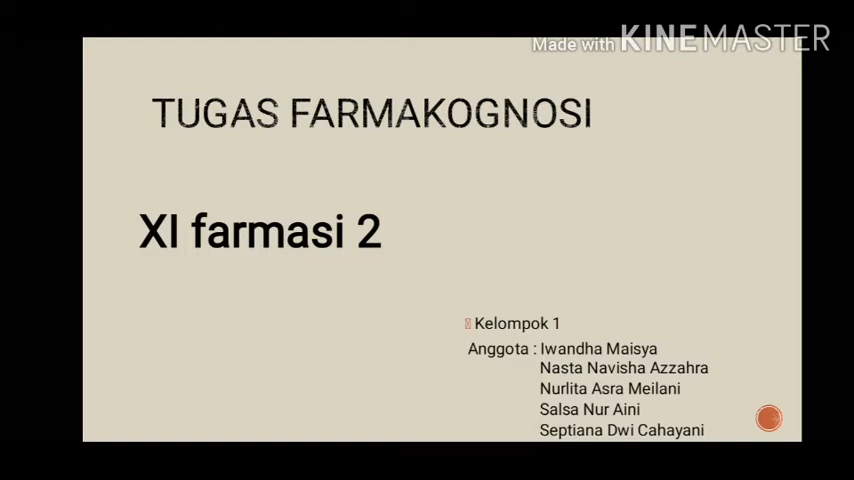 Made with KINEMASTER
TUGAS FARMAKOGNOSI
XI farmasi 2
Kelompok 1
Anggota : Iwandha Maisya
Nasta Navisha Azzahra
Nurlita Asra Meilani
Salsa Nur Aini
Septiana Dwi Cahayani